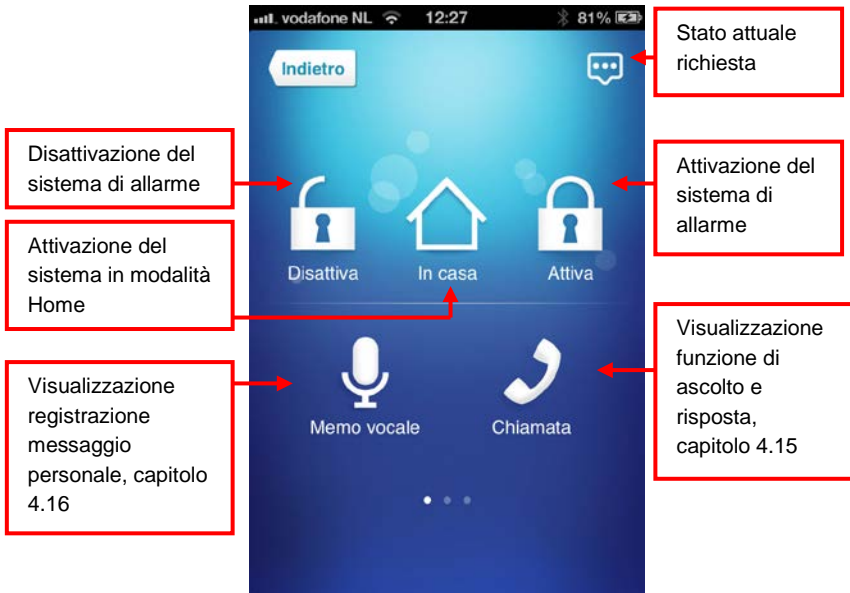 vodafone NL 12:27 81%
Indietro
Stato attuale
richiesta
Disattivazione del
sistema di allarme
Attivazione del
sistema di
allarme
Attivazione del
sistema in modalità
Home
Disattiva In casa Attiva
Visualizzazione
funzione di
ascolto e
risposta,
capitolo 4.15
Visualizzazione
registrazione
messaggio
personale, capitolo
4.16
Memo vocale Chiamata